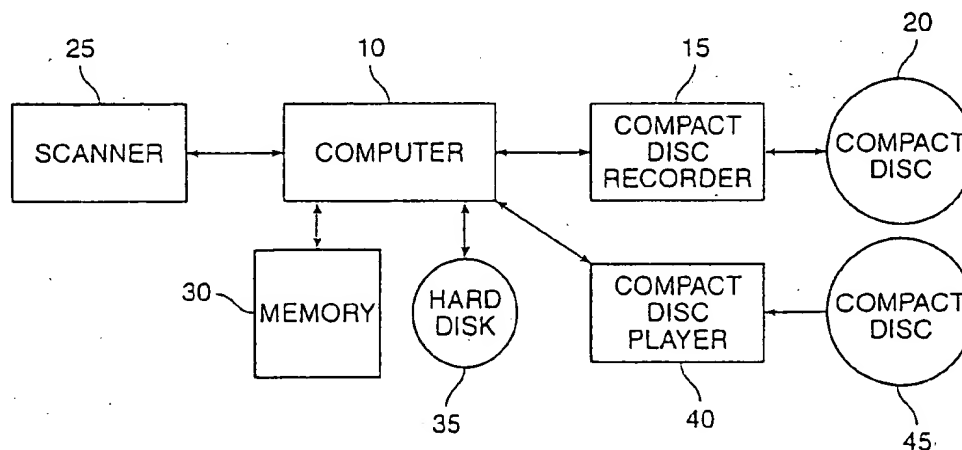 25
10
15
20
SCANNER
COMPUTER
COMPACT
DISC
RECORDER
COMPACT
DISC
30
MEMORY
HARD
DISK
COMPACT
DISC
PLAYER
COMPACT
DISC
35
40
45